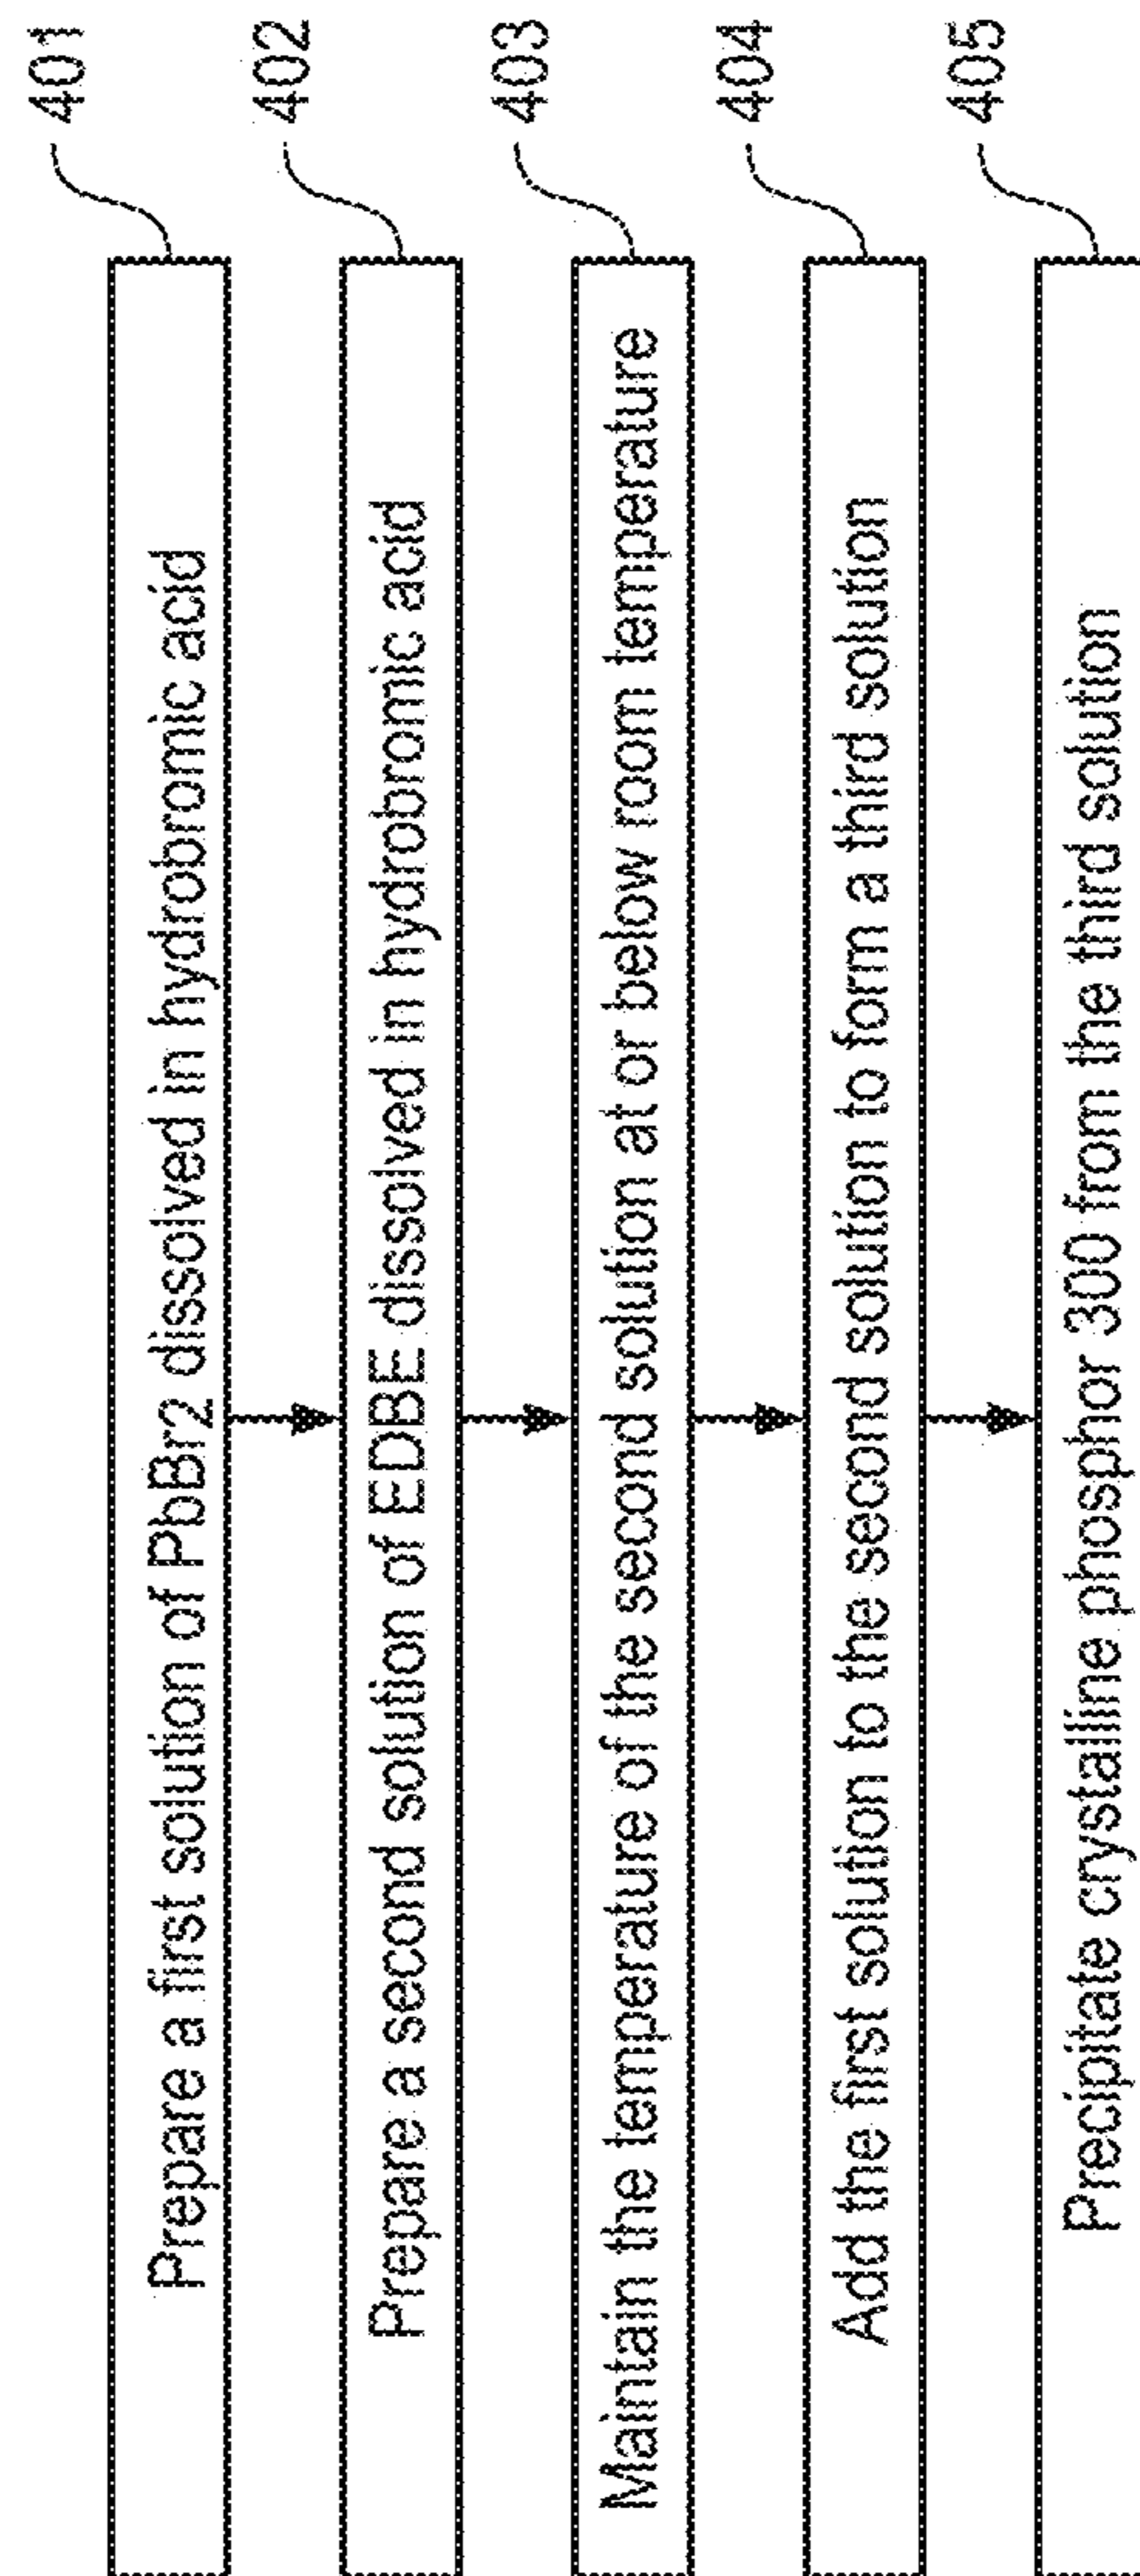 401
Prepare a first solution of PbBr2 dissolved in hydrobromic acid
402
Prepare a second solution of EDBE dissolved in hydrobromic acid
403
Maintain the temperature of the second solution at or below room temperature
404
Add the first solution to the second solution to form a third solution
405
Precipitate crystalline phosphor 300 from the third solution